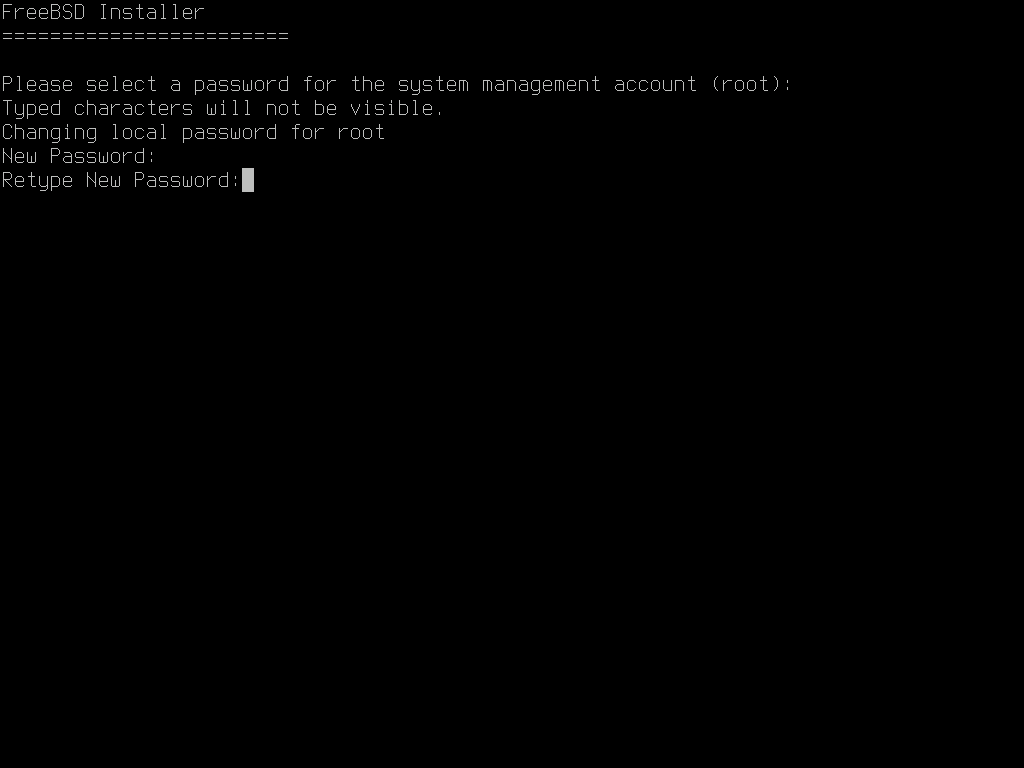 FreeBSD Installer
========================
Please select a password for the system management account (root):
Typed characters will not be visible.
Changing local password for root
New Password:
Retype New Password: